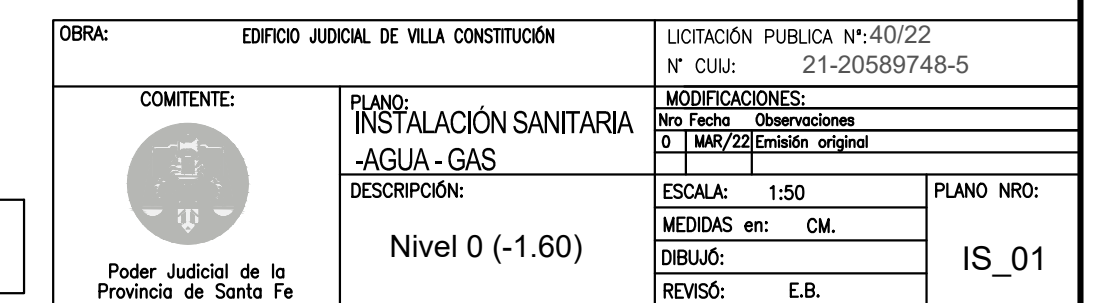 OBRA: EDIFICIO JUDICIAL DE VILLA CONSTITUCIÓN
LICITACIÓN PUBLICA Nº: 40/22
N° CUIJ: 21-20589748-5
COMITENTE:
Poder Judicial de la
Provincia de Santa Fe
PLANO:
INSTALACIÓN SANITARIA
-AGUA - GAS
DESCRIPCIÓN:
Nivel 0 (-1.60)
MODIFICACIONES:
Nro Fecha Observaciones
0 MAR/22 Emisión original
ESCALA: 1:50
MEDIDAS en: CM.
DIBUJÓ:
REVISÓ: E.B.
PLANO NRO:
IS_01